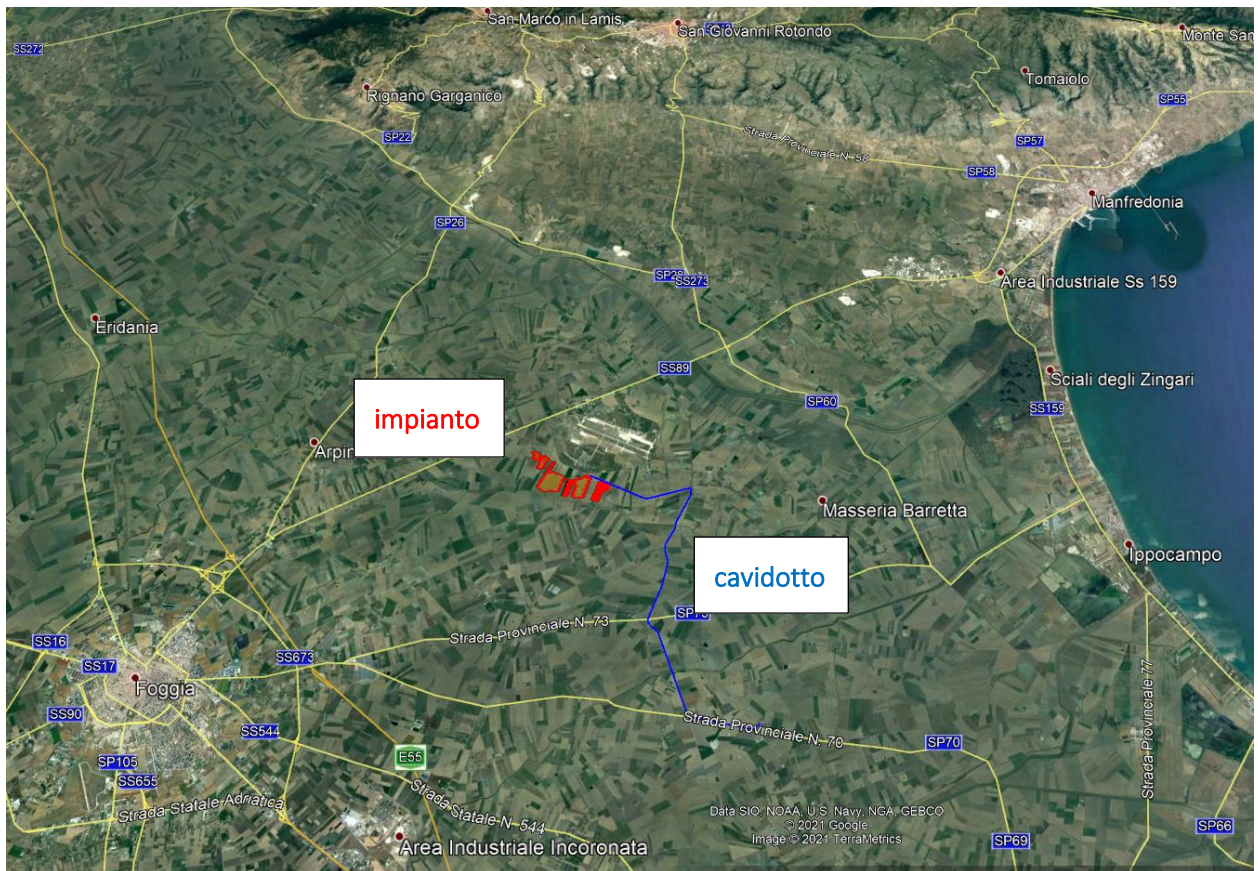 San Marco in Lamis
San Giovanni Rotondo
SS272
Monte San
Tomaiolo
Rignano Garganico
SP55
SP22
Strada Provinciale N. 58
SP57
SP58
Manfredonia
SP26
SP28
SS273
Area Industriale Ss 159
Eridania
SS89
Sciali degli Zingari
SP60
SS159
impianto
Arpin
Masseria Barretta
Ippocampo
cavidotto
Strada Provinciale N. 73
SS16
SS673
SS17
Foggia
Strada Provinciale 77
SS90
Strada Provinciale N. 70
SS544
SP70
E55
SP105
SS655
Strada Statale Adriatica
Strada Statale N. 544
Data SIO, NOAA, U.S. Navy, NGA, GEBCO
© 2021 Google
Image © 2021 TerraMetrics
SP66
SP69
Area Industriale Incoronata